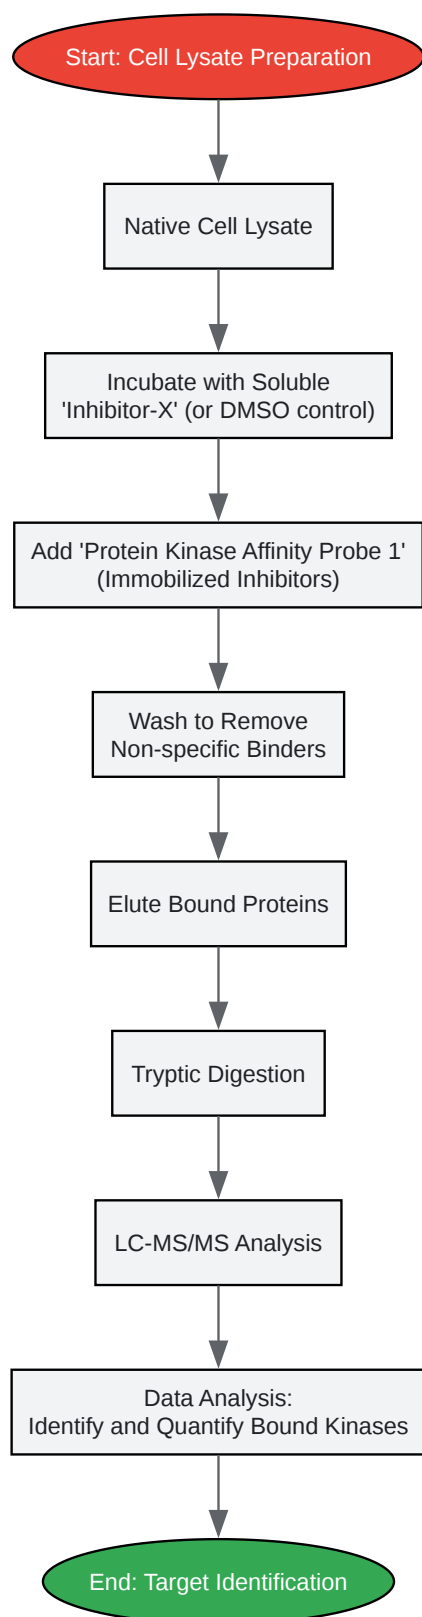 Start: Cell Lysate Preparation
Native Cell Lysate
Incubate with Soluble
'Inhibitor-X' (or DMSO control)
Add 'Protein Kinase Affinity Probe 1'
(Immobilized Inhibitors)
Wash to Remove
Non-specific Binders
Elute Bound Proteins
Tryptic Digestion
LC-MS/MS Analysis
Data Analysis:
Identify and Quantify Bound Kinases
End: Target Identification